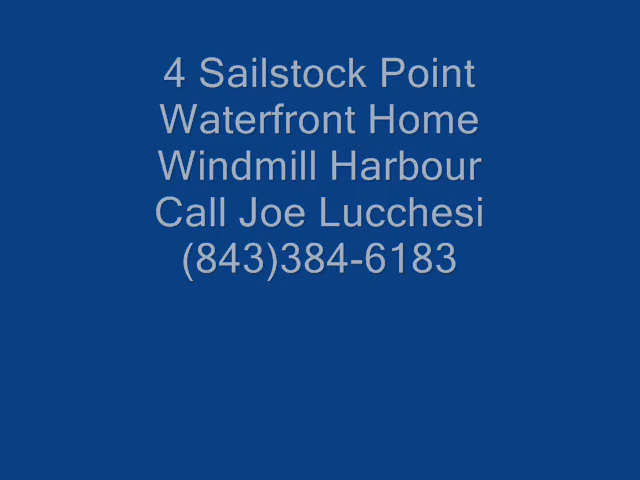 4 Sailstock Point
Waterfront Home
Windmill Harbour
Call Joe Lucchesi
(843)384-6183